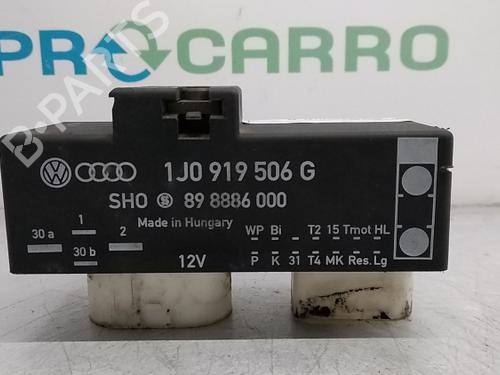 PROCARRO
B-PARTS
1J0 919 506 G
SHO 89 8886 000
Made in Hungary
30 a 1 2
30 b
12V
WP Bi T2 15 Tmot HL
P K 31 T4 MK Res. Lg